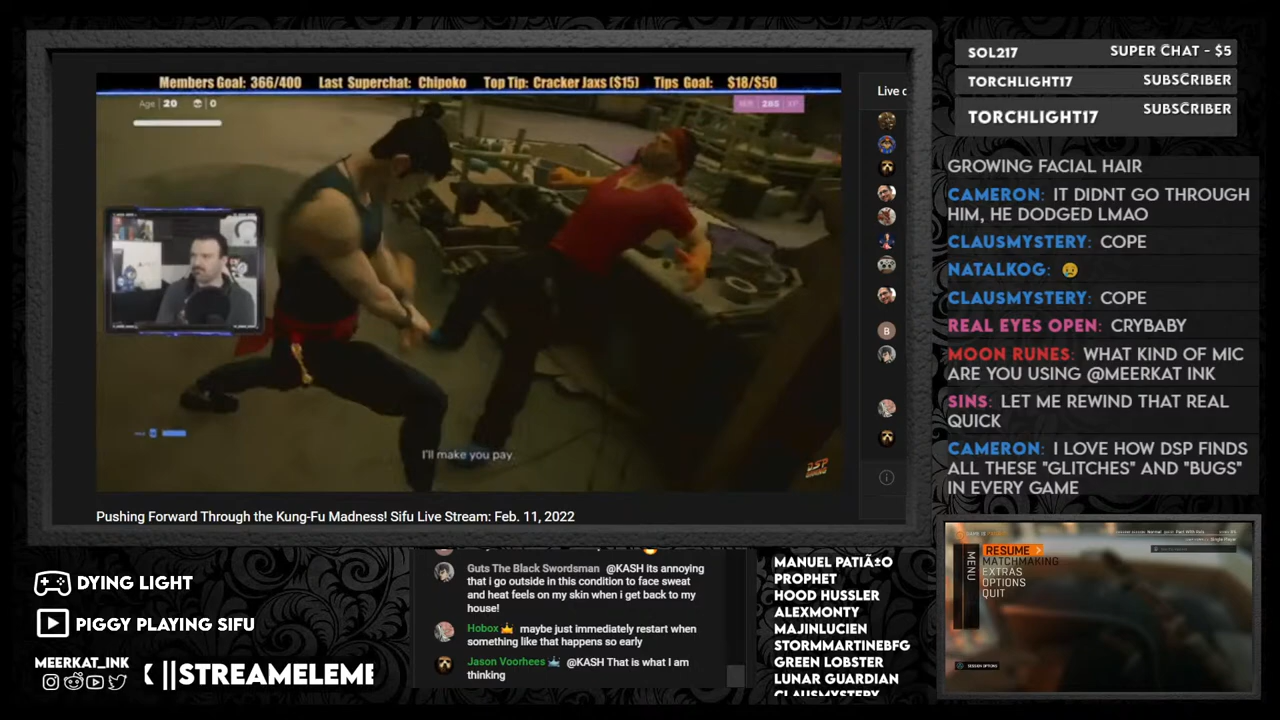 Members Goal: 366/400 Last Superchat: Chipoko Top Tip: Cracker Jaxs ($15) Tips Goal: $18/$50
Age 20 0
285 XP
I'll make you pay.
DSP
Live c
B
Pushing Forward Through the Kung-Fu Madness! Sifu Live Stream: Feb. 11, 2022
SOL217 SUPER CHAT - $5
TORCHLIGHT17 SUBSCRIBER
TORCHLIGHT17 SUBSCRIBER
GROWING FACIAL HAIR
CAMERON: IT DIDNT GO THROUGH
HIM, HE DODGED LMAO
CLAUSMYSTERY: COPE
NATALKOG: 😥
CLAUSMYSTERY: COPE
REAL EYES OPEN: CRYBABY
MOON RUNES: WHAT KIND OF MIC
ARE YOU USING @MEERKAT INK
SINS: LET ME REWIND THAT REAL
QUICK
CAMERON: I LOVE HOW DSP FINDS
ALL THESE "GLITCHES" AND "BUGS"
IN EVERY GAME
DYING LIGHT
PIGGY PLAYING SIFU
MEERKAT_INK
||STREAMELEME
Guts The Black Swordsman @KASH its annoying
that i go outside in this condition to face sweat
and heat feels on my skin when i get back to my
house!
Hobox maybe just immediately restart when
something like that happens so early
Jason Voorhees @KASH That is what I am
thinking
MANUEL PATIÃ±O
PROPHET
HOOD HUSSLER
ALEXMONTY
MAJINLUCIEN
STORMMARTINEBFG
GREEN LOBSTER
LUNAR GUARDIAN
CLAUSMYSTERY
MENU
RESUME
MATCHMAKING
EXTRAS
OPTIONS
QUIT
SESSION OPTIONS